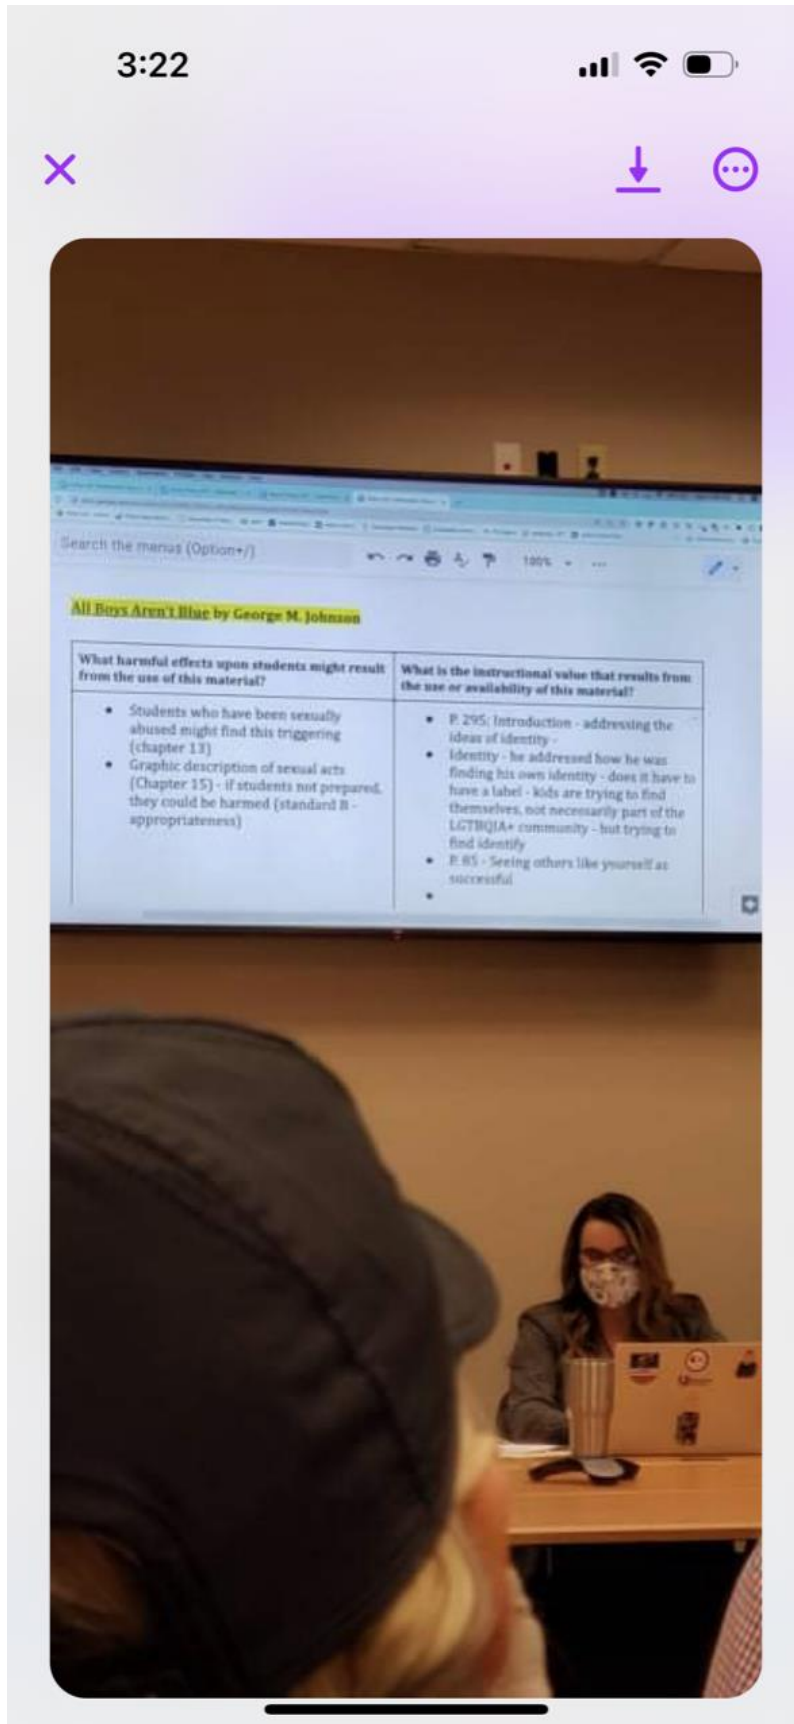 3:22
Search the menus (Option+/)
100%
All Boys Aren't Blue by George M. Johnson
What harmful effects upon students might result
from the use of this material?
• Students who have been sexually
abused might find this triggering
(chapter 13)
• Graphic description of sexual acts
(Chapter 15) - if students not prepared,
they could be harmed (standard 8 -
appropriateness)
What is the instructional value that results from
the use or availability of this material?
• P. 295; Introduction - addressing the
ideas of identity -
• Identity - he addressed how he was
finding his own identity - does it have to
have a label - kids are trying to find
themselves, not necessarily part of the
LGTBQIA+ community - but trying to
find identify
• P. 85 - Seeing others like yourself as
successful
•